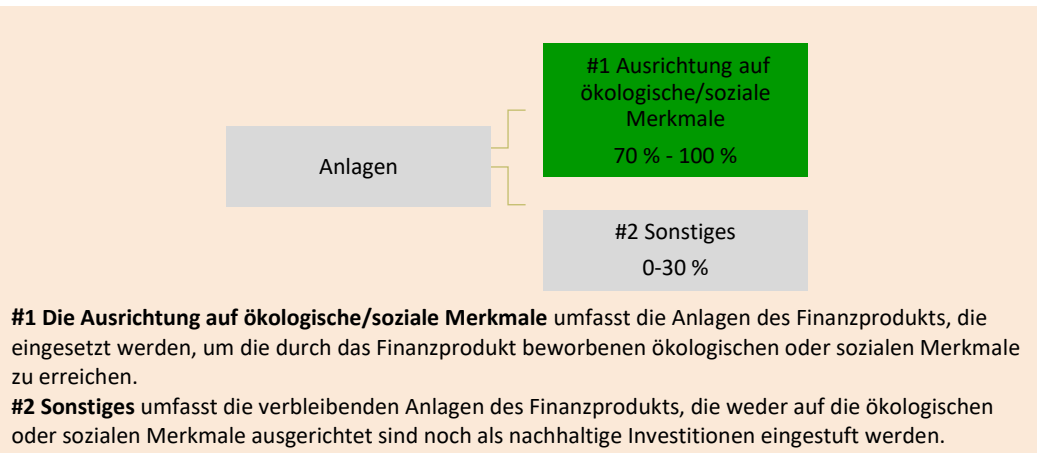 #1 Ausrichtung auf
ökologische/soziale
Merkmale
70 % - 100 %
Anlagen
#2 Sonstiges
0-30 %
#1 Die Ausrichtung auf ökologische/soziale Merkmale umfasst die Anlagen des Finanzprodukts, die
eingesetzt werden, um die durch das Finanzprodukt beworbenen ökologischen oder sozialen Merkmale
zu erreichen.
#2 Sonstiges umfasst die verbleibenden Anlagen des Finanzprodukts, die weder auf die ökologischen
oder sozialen Merkmale ausgerichtet sind noch als nachhaltige Investitionen eingestuft werden.